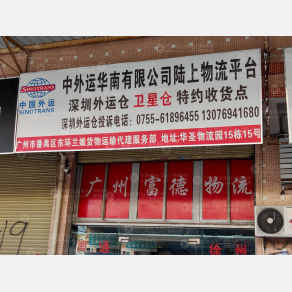 SINOTRANS
中国外运
SINOTRANS
中外运华南有限公司陆上物流平台
深圳外运仓 卫星仓 特约收货点
深圳外运仓投诉电话: 0755-61896455 13076941680
广州市番禺区东环兰姐货物运输代理服务部 地址:华圣物流园15栋15号
广州富德物流